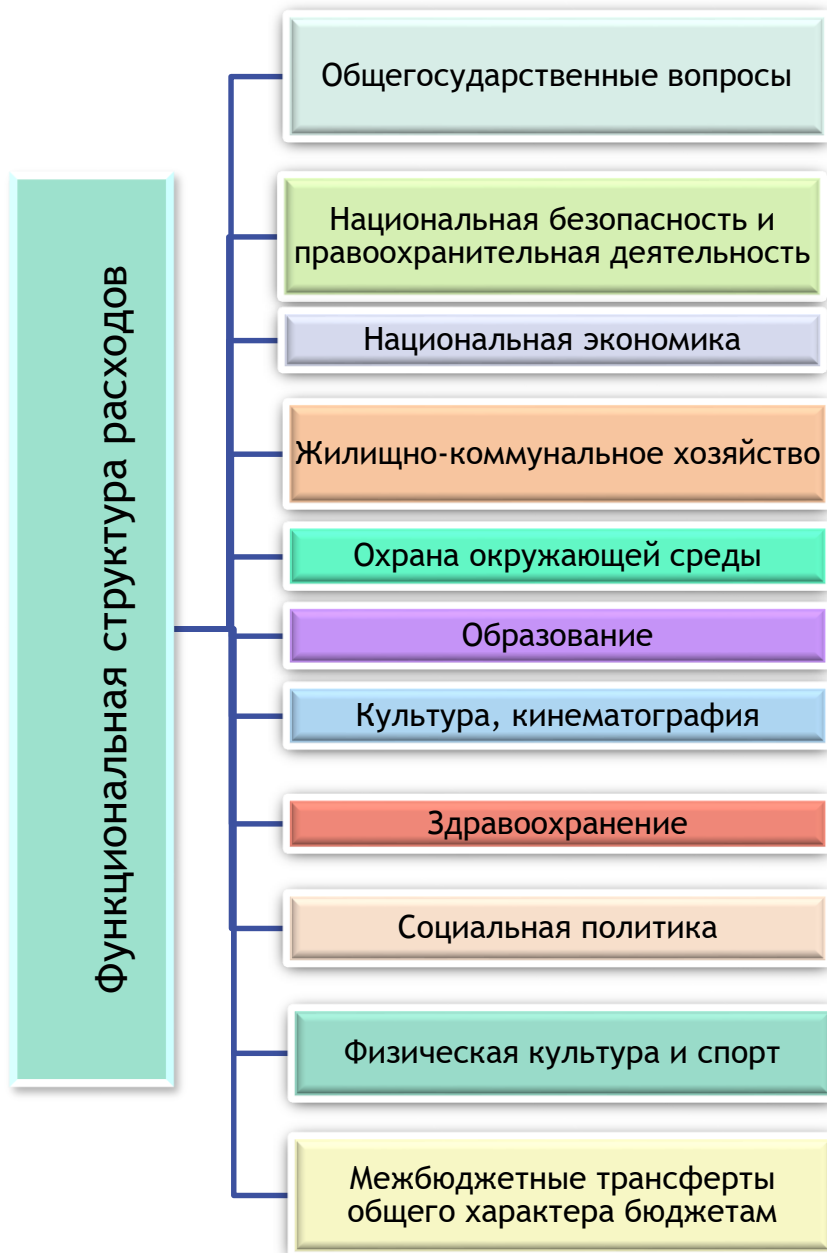 Функциональная структура расходов
Общегосударственные вопросы
Национальная безопасность и
правоохранительная деятельность
Национальная экономика
Жилищно-коммунальное хозяйство
Охрана окружающей среды
Образование
Культура, кинематография
Здравоохранение
Социальная политика
Физическая культура и спорт
Межбюджетные трансферты
общего характера бюджетам